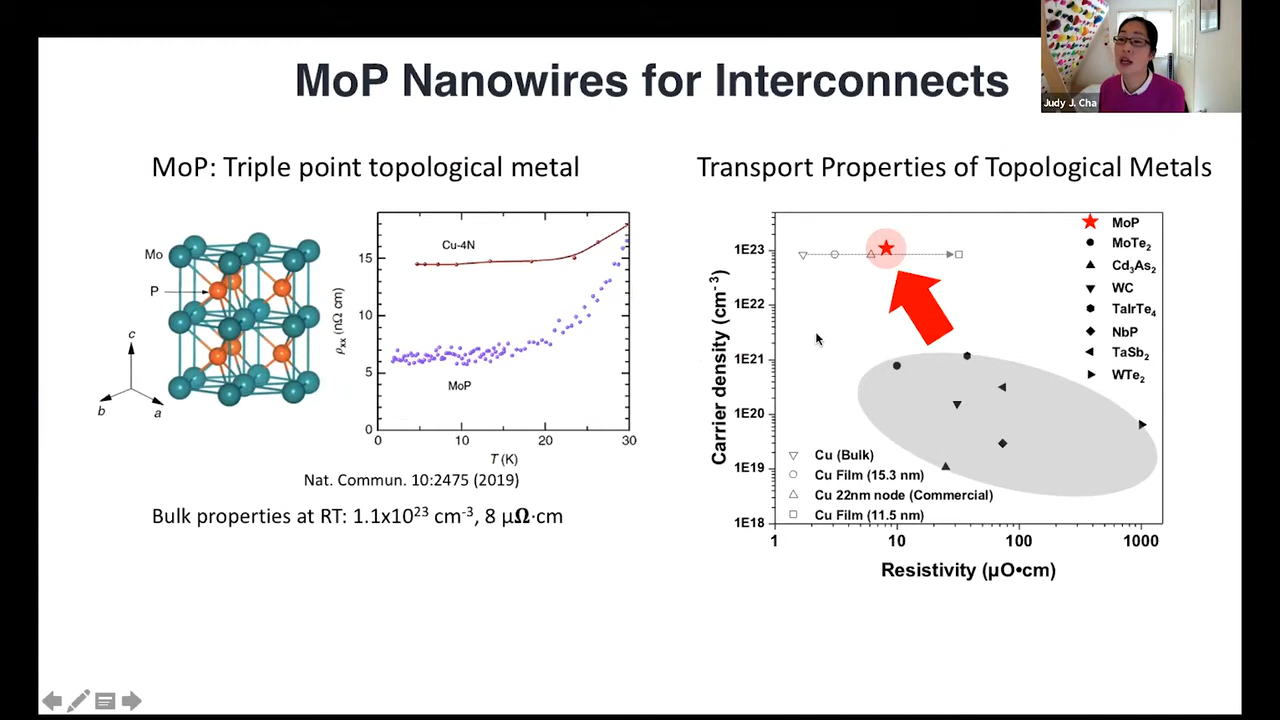 MoP Nanowires for Interconnects
Judy J. Cha
MoP: Triple point topological metal
Mo
P
c
b
a
ρxx (nΩ cm)
15
10
5
0
Cu-4N
MoP
0
10
20
30
T (K)
Nat. Commun. 10:2475 (2019)
Bulk properties at RT: 1.1x10²³ cm⁻³, 8 µΩ·cm
Transport Properties of Topological Metals
Carrier density (cm⁻³)
1E23
1E22
1E21
1E20
1E19
1E18
MoP
MoTe₂
Cd₃As₂
WC
TaIrTe₄
NbP
TaSb₂
WTe₂
Cu (Bulk)
Cu Film (15.3 nm)
Cu 22nm node (Commercial)
Cu Film (11.5 nm)
1
10
100
1000
Resistivity (µO•cm)